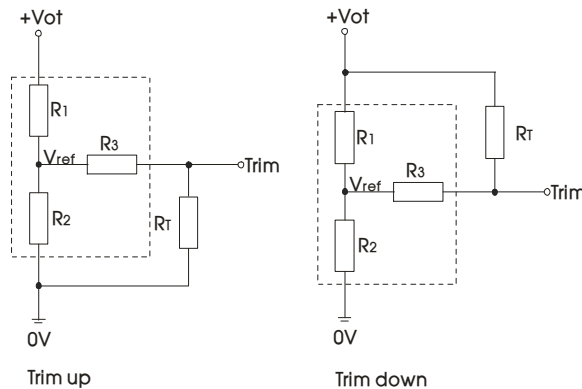 +Vot
R1
Vref
R3
Trim
R2
RT
0V
Trim up
+Vot
R1
RT
Vref
R3
Trim
R2
0V
Trim down